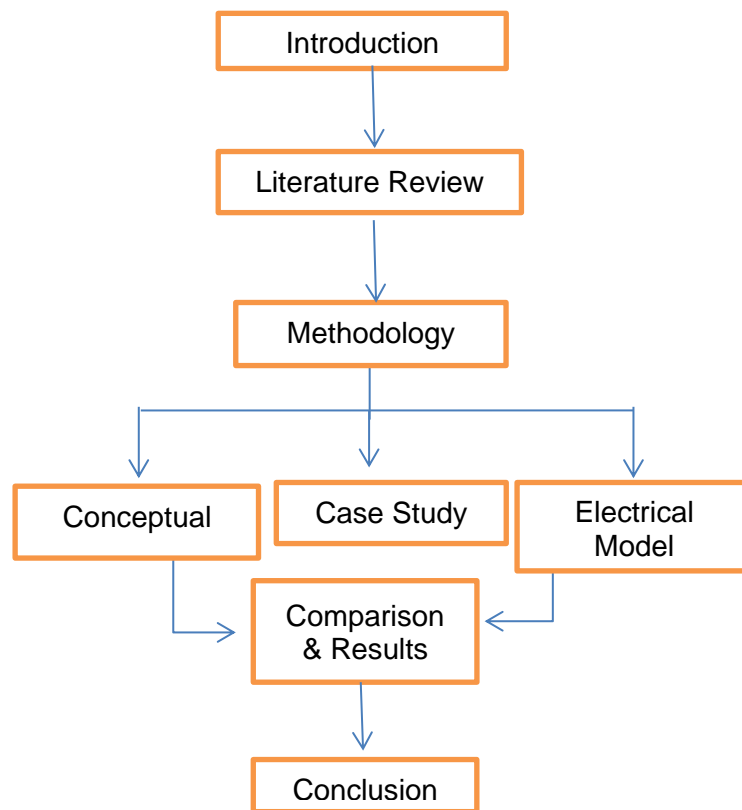 Introduction
Literature Review
Methodology
Conceptual
Case Study
Electrical
Model
Comparison
& Results
Conclusion